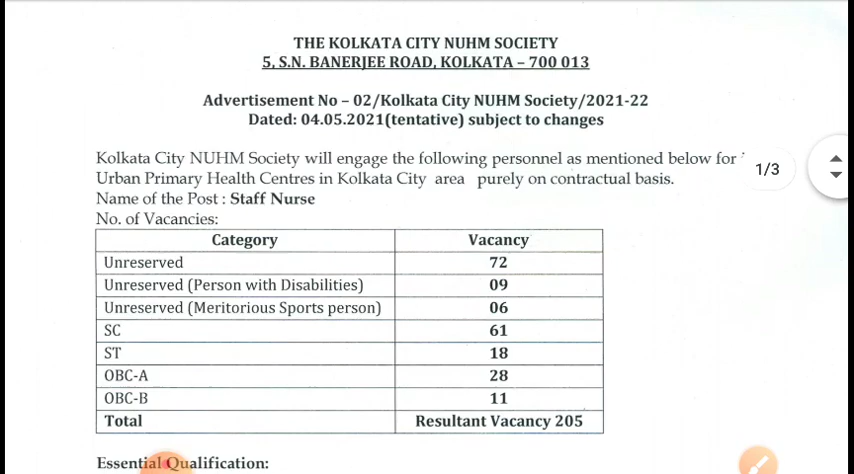 THE KOLKATA CITY NUHM SOCIETY
5, S.N. BANERJEE ROAD, KOLKATA – 700 013
Advertisement No – 02/Kolkata City NUHM Society/2021-22
Dated: 04.05.2021(tentative) subject to changes
Kolkata City NUHM Society will engage the following personnel as mentioned below for
1/3
Urban Primary Health Centres in Kolkata City area purely on contractual basis.
Name of the Post : Staff Nurse
No. of Vacancies:
Category Vacancy
Unreserved 72
Unreserved (Person with Disabilities) 09
Unreserved (Meritorious Sports person) 06
SC 61
ST 18
OBC-A 28
OBC-B 11
Total Resultant Vacancy 205
Essential Qualification: